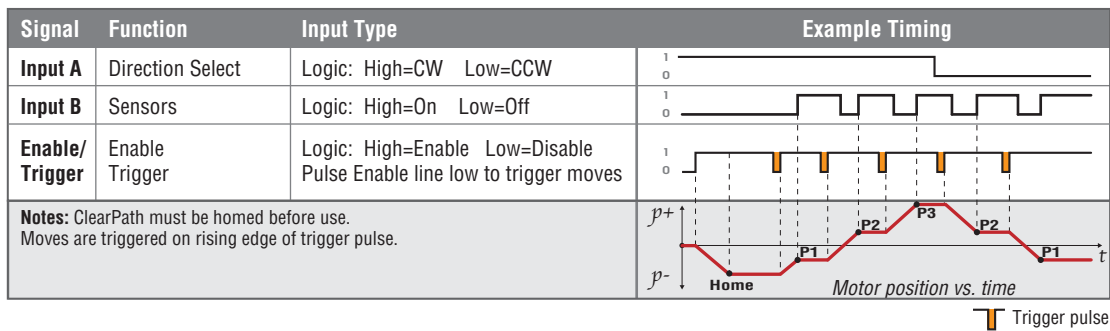 Signal Function Input Type Example Timing
Input A Direction Select Logic: High=CW Low=CCW 1
0
Input B Sensors Logic: High=On Low=Off 1
0
Enable/ Enable Logic: High=Enable Low=Disable 1
Trigger Trigger Pulse Enable line low to trigger moves 0
Notes: ClearPath must be homed before use.
Moves are triggered on rising edge of trigger pulse.
p+
P3
P2 P2
P1 P1 t
p- Home Motor position vs. time
Trigger pulse